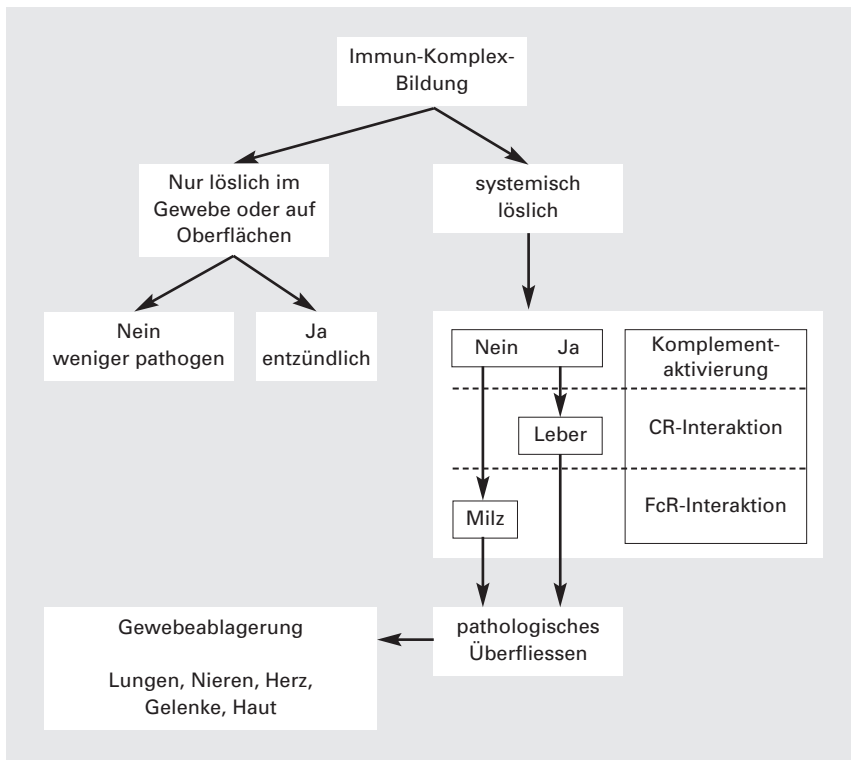 Immun-Komplex-
Bildung
Nur löslich im
Gewebe oder auf
Oberflächen
systemisch
löslich
Nein
weniger pathogen
Ja
entzündlich
Nein Ja
Komplement-
aktivierung
Leber
CR-Interaktion
Milz
FcR-Interaktion
Gewebeablagerung
Lungen, Nieren, Herz,
Gelenke, Haut
pathologisches
Überfliessen